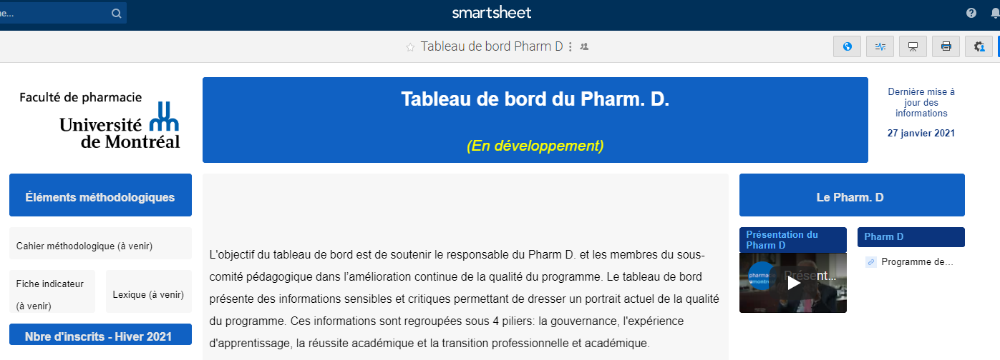 e...
smartsheet
Tableau de bord Pharm D
Faculté de pharmacie
Université
de Montréal
Tableau de bord du Pharm. D.
(En développement)
Dernière mise à
jour des
informations
27 janvier 2021
Éléments méthodologiques
Cahier méthodologique (à venir)
Fiche indicateur
(à venir)
Lexique (à venir)
Nbre d'inscrits - Hiver 2021
L'objectif du tableau de bord est de soutenir le responsable du Pharm D. et les membres du sous-
comité pédagogique dans l’amélioration continue de la qualité du programme. Le tableau de bord
présente des informations sensibles et critiques permettant de dresser un portrait actuel de la qualité
du programme. Ces informations sont regroupées sous 4 piliers: la gouvernance, l'expérience
d'apprentissage, la réussite académique et la transition professionnelle et académique.
Le Pharm. D
Présentation du
Pharm D
Présent...
Pharm D
Programme de...